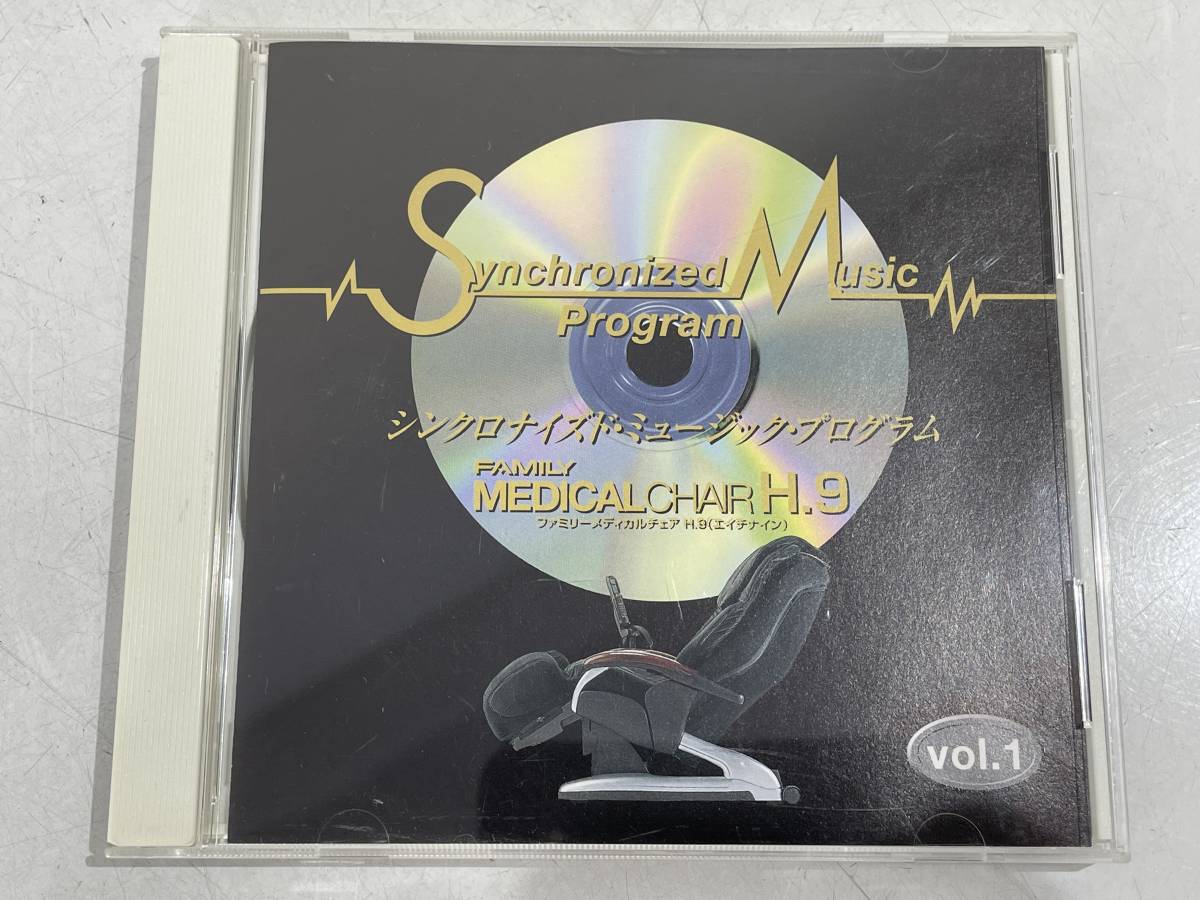 Synchronized Music
Program
シンクロナイズド・ミュージック・プログラム
FAMILY
MEDICALCHAIR H.9
ファミリーメディカルチェア H.9(エイチナイン)
vol.1